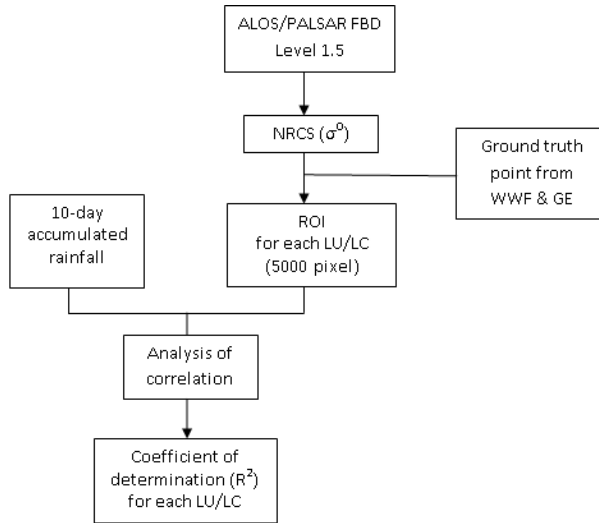 ALOS/PALSAR FBD
Level 1.5
NRCS (σ⁰)
Ground truth
point from
WWF & GE
10-day
accumulated
rainfall
ROI
for each LU/LC
(5000 pixel)
Analysis of
correlation
Coefficient of
determination (R²)
for each LU/LC